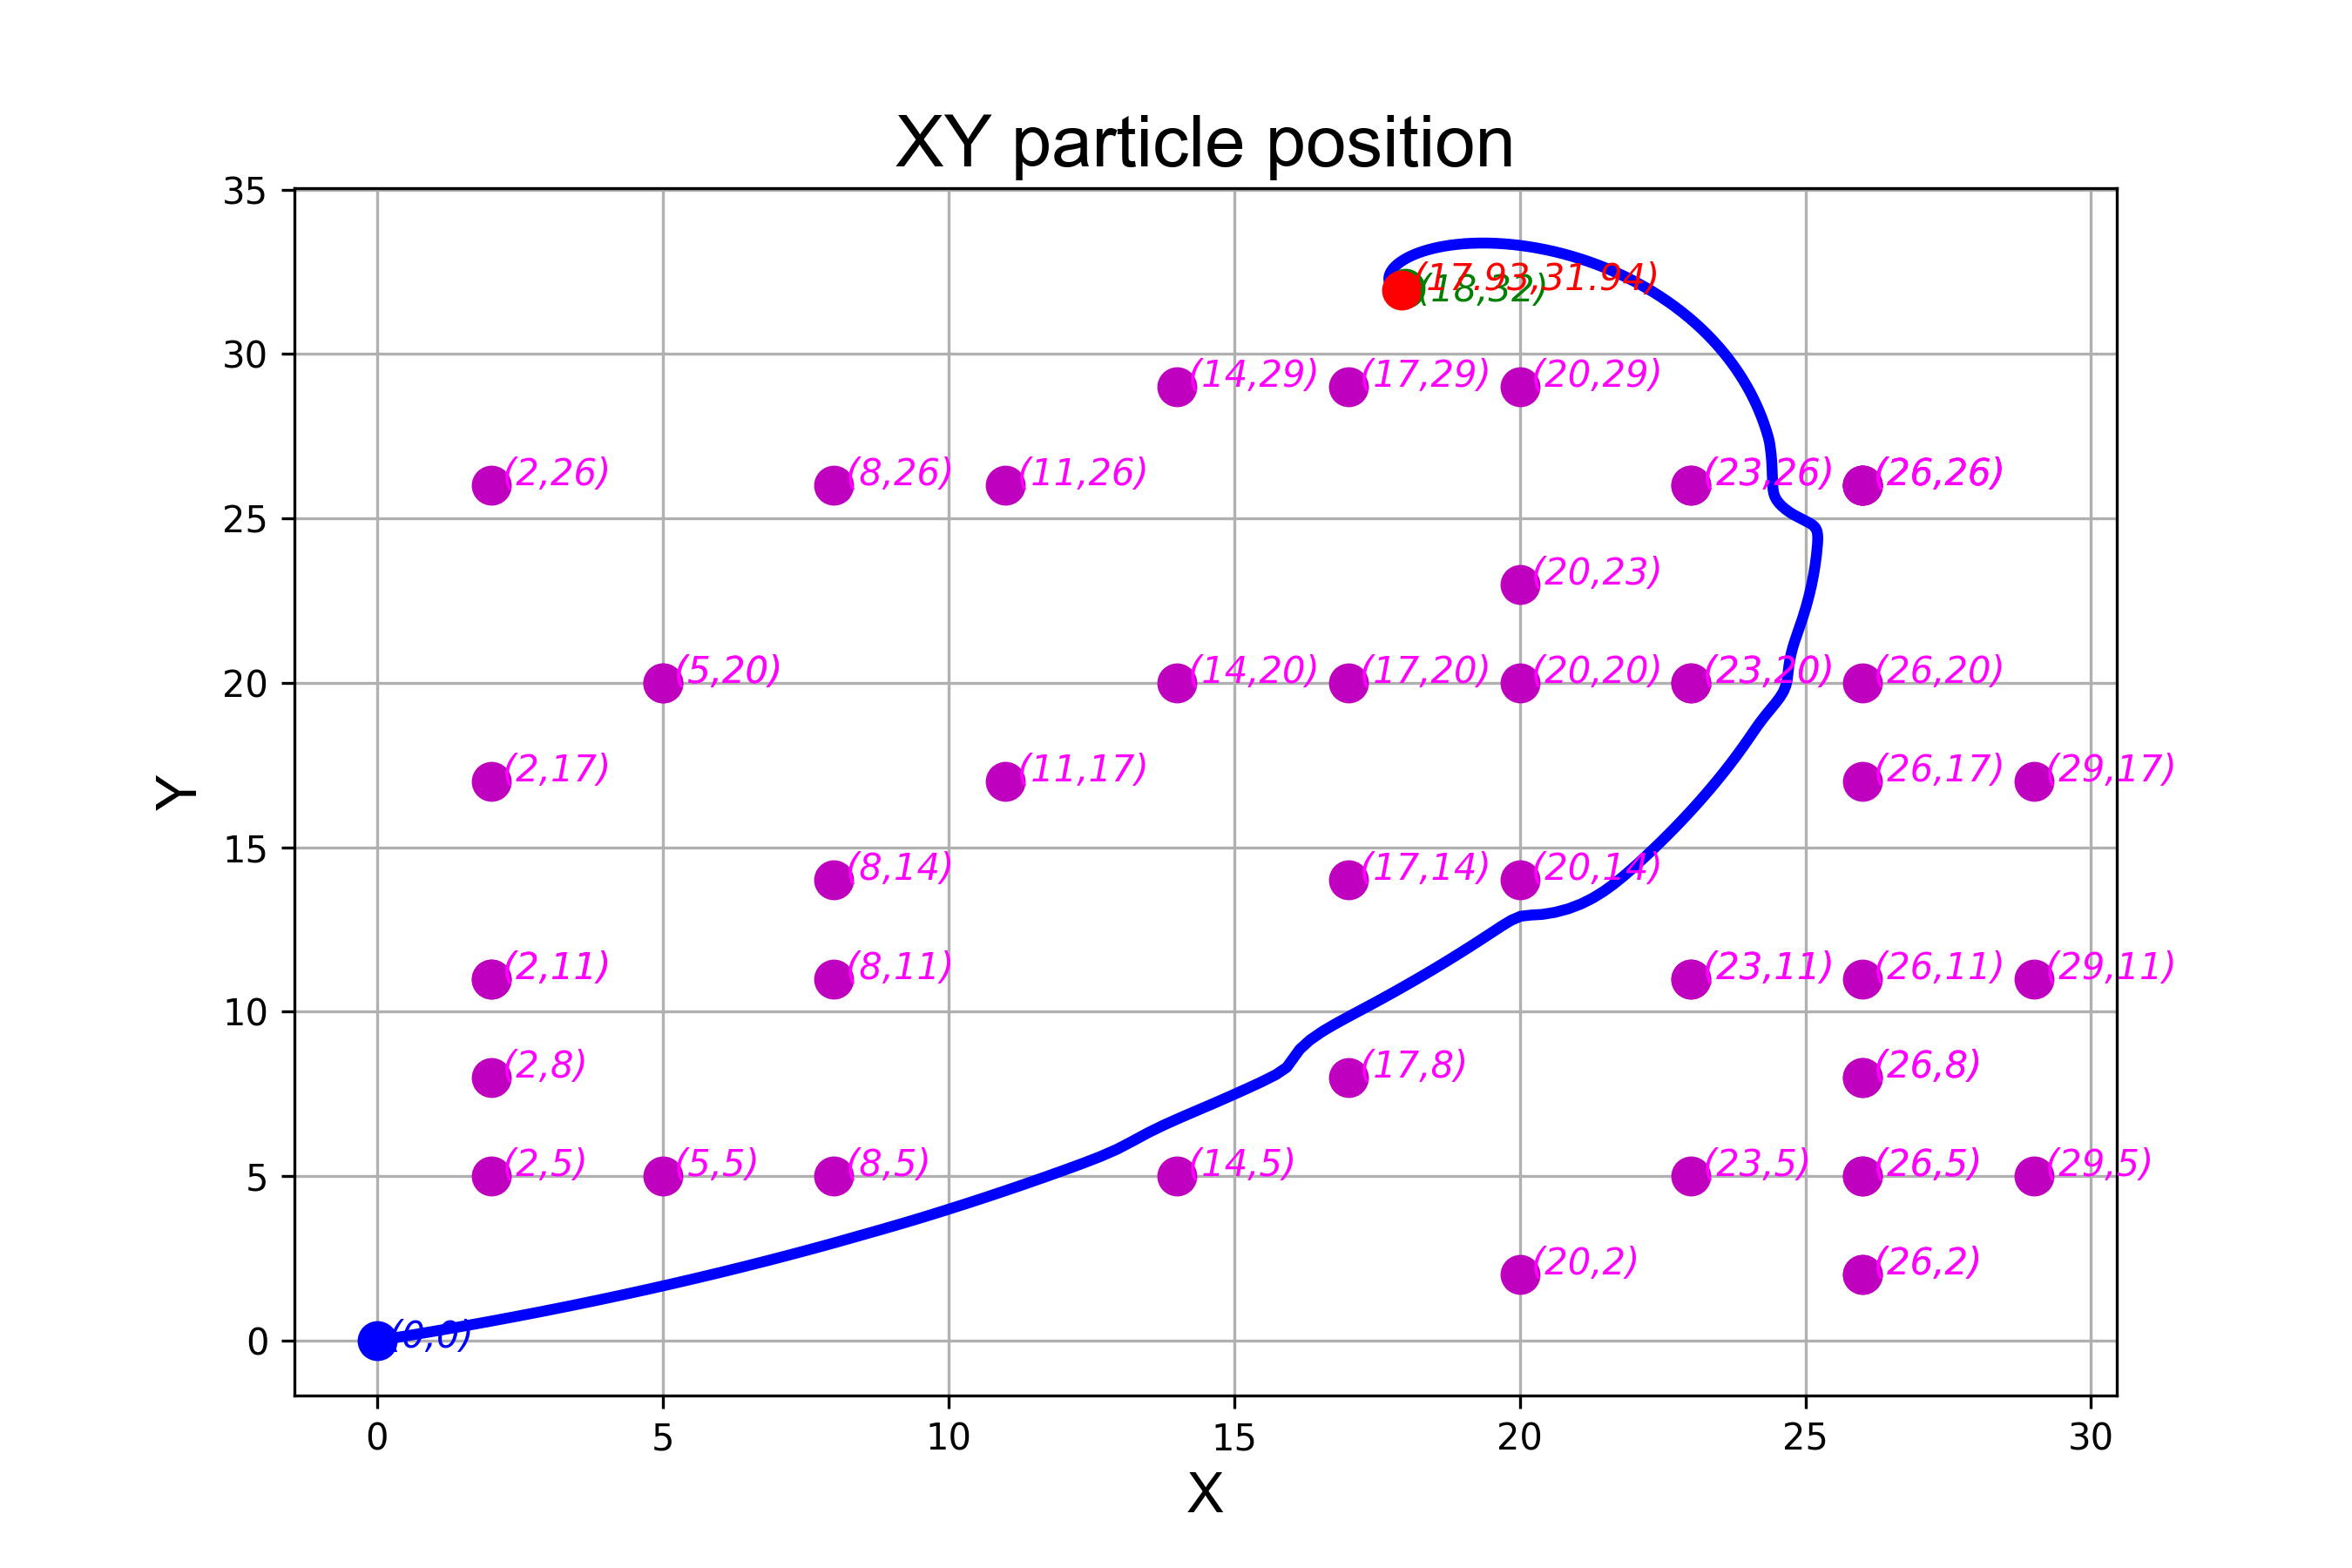 XY particle position
35
(17.93,31.94)
(18,32)
30
(14,29) (17,29) (20,29)
(2,26) (8,26) (11,26) (23,26) (26,26)
25
(20,23)
20
(5,20) (14,20) (17,20) (20,20) (23,20) (26,20)
(2,17) (11,17) (26,17) (29,17)
Y
15
(8,14) (17,14) (20,14)
(2,11) (8,11) (23,11) (26,11) (29,11)
10
(2,8) (17,8) (26,8)
5
(2,5) (5,5) (8,5) (14,5) (23,5) (26,5) (29,5)
(20,2) (26,2)
0
(0,0)
0 5 10 15 20 25 30
X